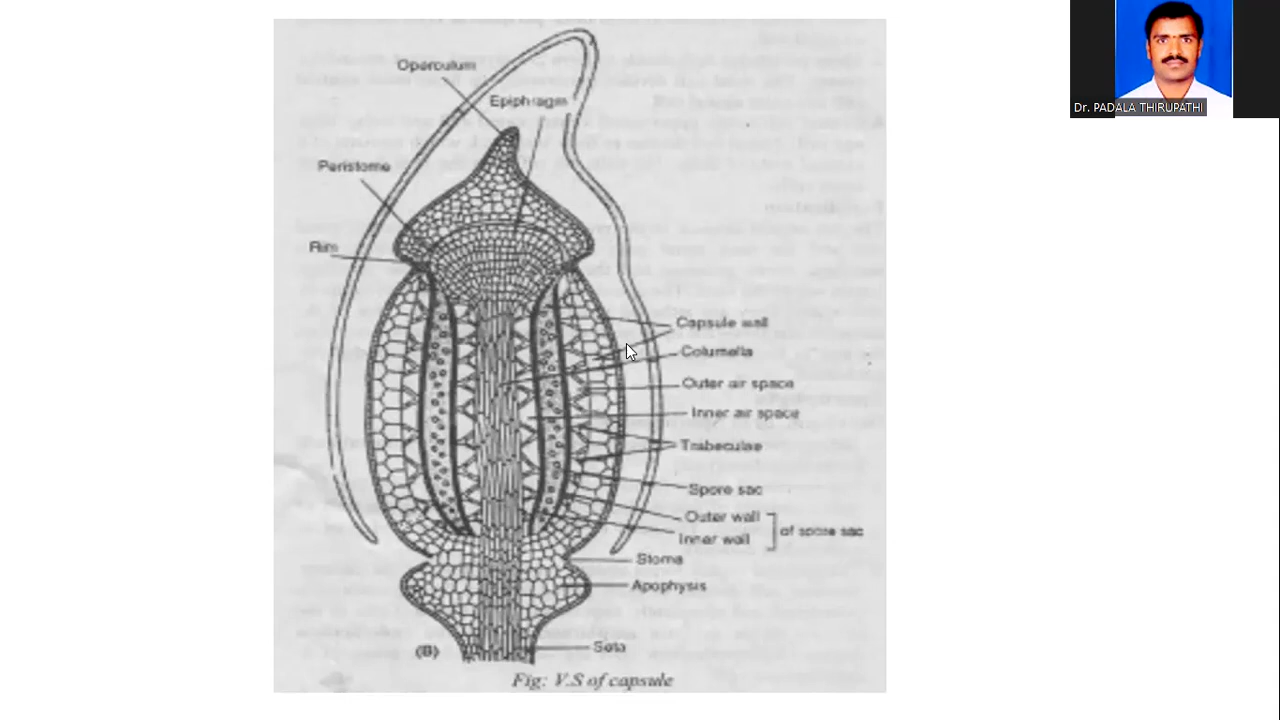 Operculum
Epiphragm
Peristome
Rim
Capsule wall
Columella
Outer air space
Inner air space
Trabeculae
Spore sac
Outer wall
of spore sac
Inner wall
Stoma
Apophysis
Seta
(B)
Fig: V.S of capsule
Dr. PADALA THIRUPATHI